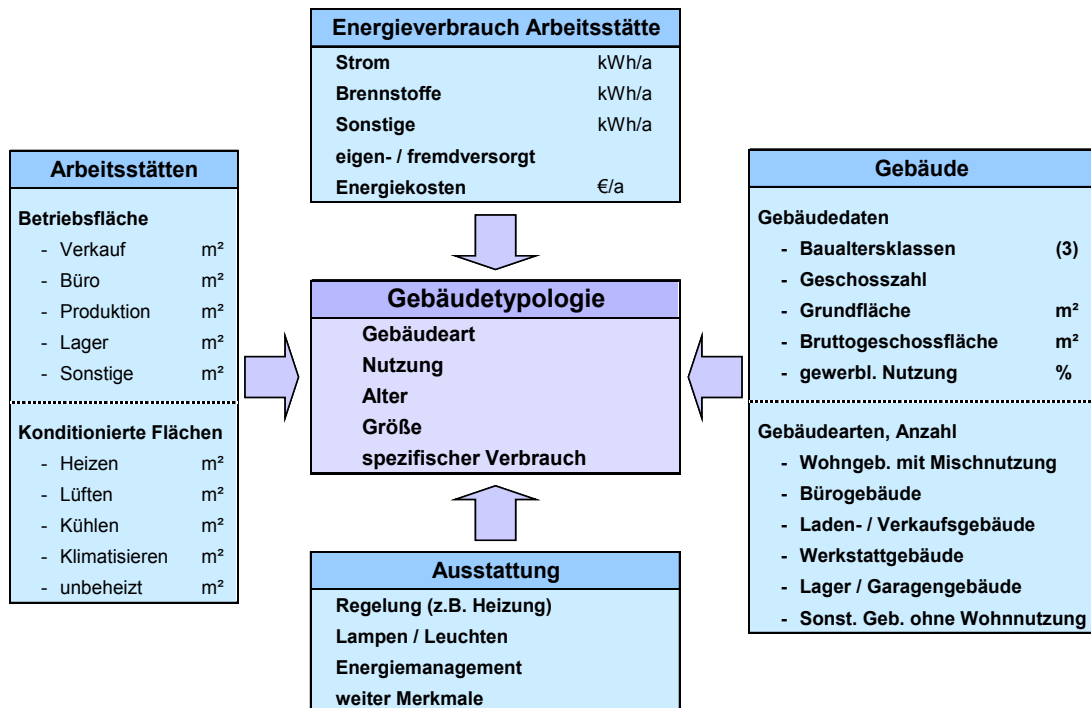 Energieverbrauch Arbeitsstätte
Strom kWh/a
Brennstoffe kWh/a
Sonstige kWh/a
eigen- / fremdversorgt
Energiekosten €/a
Arbeitsstätten
Betriebsfläche
- Verkauf m²
- Büro m²
- Produktion m²
- Lager m²
- Sonstige m²
Konditionierte Flächen
- Heizen m²
- Lüften m²
- Kühlen m²
- Klimatisieren m²
- unbeheizt m²
Gebäudetypologie
Gebäudeart
Nutzung
Alter
Größe
spezifischer Verbrauch
Gebäude
Gebäudedaten
- Baualtersklassen (3)
- Geschosszahl
- Grundfläche m²
- Bruttogeschossfläche m²
- gewerbl. Nutzung %
Gebäudearten, Anzahl
- Wohngeb. mit Mischnutzung
- Bürogebäude
- Laden- / Verkaufsgebäude
- Werkstattgebäude
- Lager / Garagengebäude
- Sonst. Geb. ohne Wohnnutzung
Ausstattung
Regelung (z.B. Heizung)
Lampen / Leuchten
Energiemanagement
weiter Merkmale